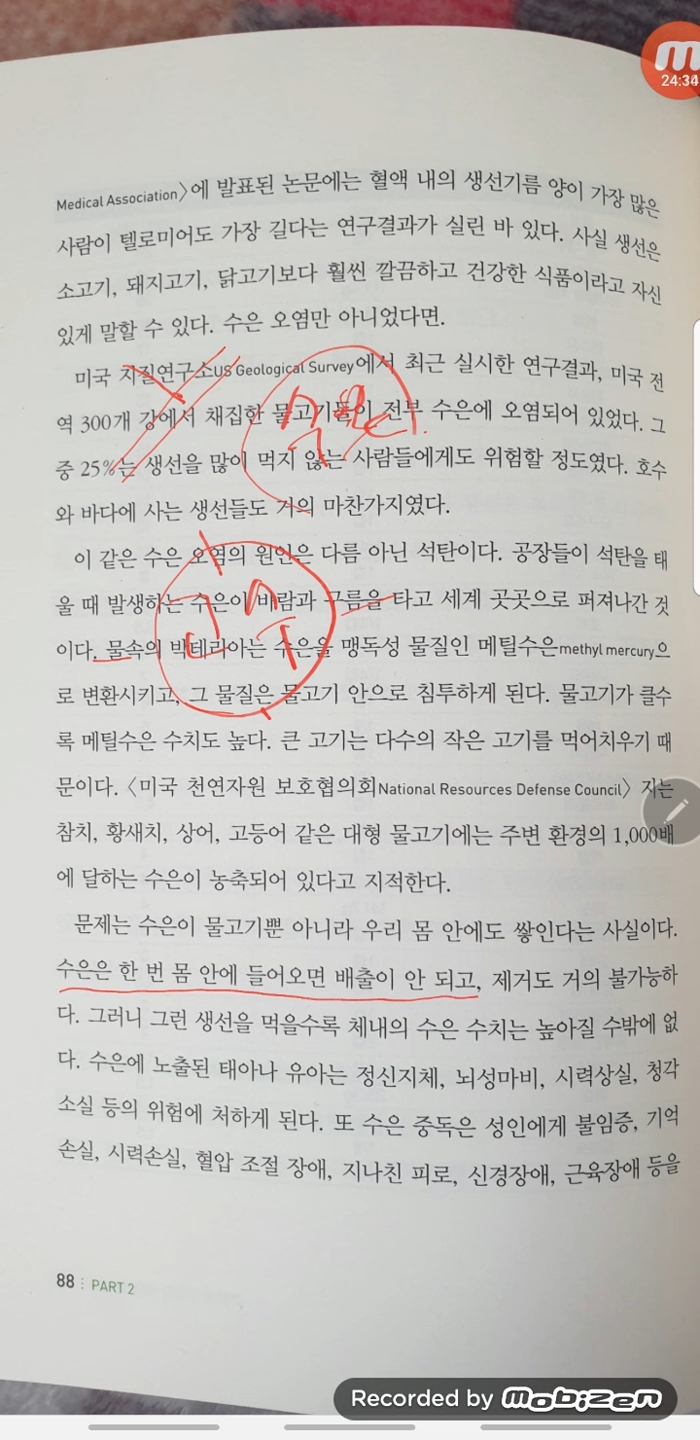 24:34
Medical Association〉에 발표된 논문에는 혈액 내의 생선기름 양이 가장 많은
사람이 텔로미어도 가장 길다는 연구결과가 실린 바 있다. 사실 생선은
소고기, 돼지고기, 닭고기보다 훨씬 깔끔하고 건강한 식품이라고 자신
있게 말할 수 있다. 수은 오염만 아니었다면.
미국 지질연구소US Geological Survey에서 최근 실시한 연구결과, 미국 전
역 300개 강에서 채집한 물고기들이 전부 수은에 오염되어 있었다. 그
중 25%는 생선을 많이 먹지 않는 사람들에게도 위험할 정도였다. 호수
와 바다에 사는 생선들도 거의 마찬가지였다.
이 같은 수은 오염의 원인은 다름 아닌 석탄이다. 공장들이 석탄을 태
울 때 발생하는 수은이 바람과 구름을 타고 세계 곳곳으로 퍼져나간 것
이다. 물속의 박테리아는 수은을 맹독성 물질인 메틸수은methyl mercury으
로 변환시키고, 그 물질은 물고기 안으로 침투하게 된다. 물고기가 클수
록 메틸수은 수치도 높다. 큰 고기는 다수의 작은 고기를 먹어치우기 때
문이다. 〈미국 천연자원 보호협의회National Resources Defense Council〉 지는
참치, 황새치, 상어, 고등어 같은 대형 물고기에는 주변 환경의 1,000배
에 달하는 수은이 농축되어 있다고 지적한다.
문제는 수은이 물고기뿐 아니라 우리 몸 안에도 쌓인다는 사실이다.
수은은 한 번 몸 안에 들어오면 배출이 안 되고, 제거도 거의 불가능하
다. 그러니 그런 생선을 먹을수록 체내의 수은 수치는 높아질 수밖에 없
다. 수은에 노출된 태아나 유아는 정신지체, 뇌성마비, 시력상실, 청각
소실 등의 위험에 처하게 된다. 또 수은 중독은 성인에게 불임증, 기억
손실, 시력손실, 혈압 조절 장애, 지나친 피로, 신경장애, 근육장애 등을
88 PART 2
Recorded by mobizen